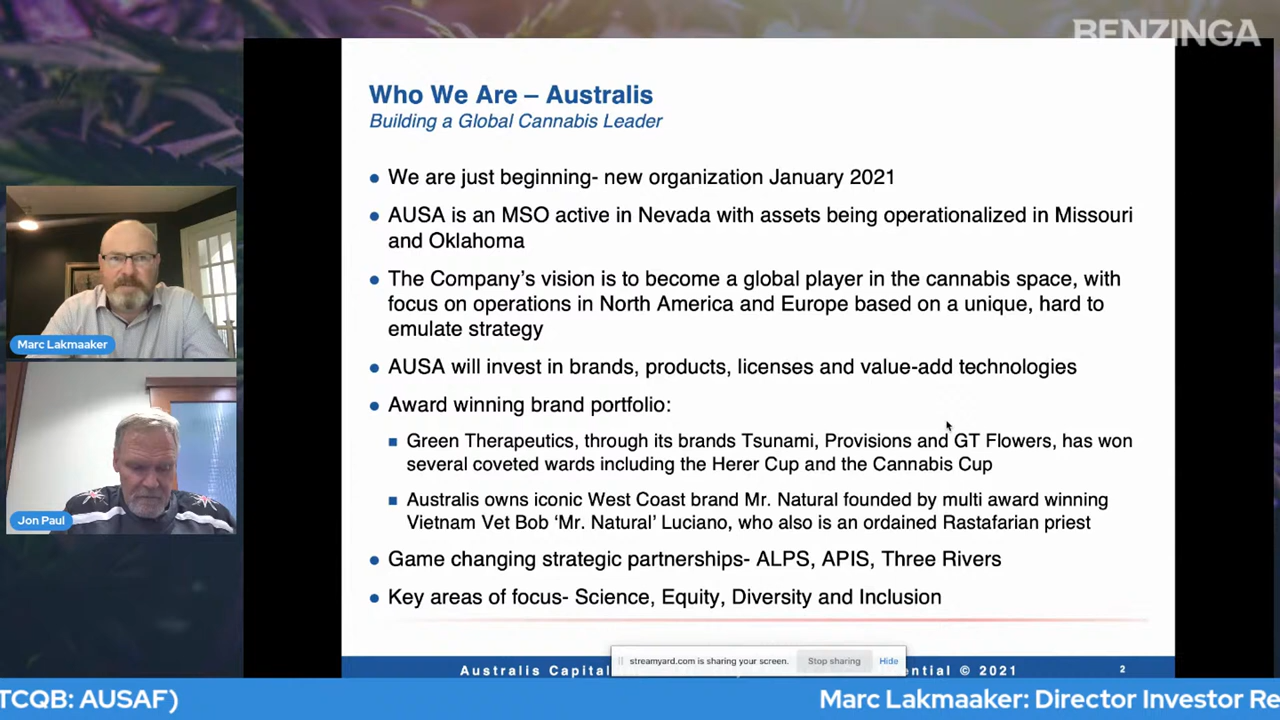 BENZINGA
Who We Are – Australis
Building a Global Cannabis Leader
We are just beginning- new organization January 2021
AUSA is an MSO active in Nevada with assets being operationalized in Missouri
and Oklahoma
The Company's vision is to become a global player in the cannabis space, with
focus on operations in North America and Europe based on a unique, hard to
emulate strategy
AUSA will invest in brands, products, licenses and value-add technologies
Award winning brand portfolio:
Green Therapeutics, through its brands Tsunami, Provisions and GT Flowers, has won
several coveted wards including the Herer Cup and the Cannabis Cup
Australis owns iconic West Coast brand Mr. Natural founded by multi award winning
Vietnam Vet Bob 'Mr. Natural' Luciano, who also is an ordained Rastafarian priest
Game changing strategic partnerships- ALPS, APIS, Three Rivers
Key areas of focus- Science, Equity, Diversity and Inclusion
Marc Lakmaaker
Jon Paul
streamyard.com is sharing your screen. Stop sharing Hide
Australis Capital ential © 2021 2
TCQB: AUSAF) Marc Lakmaaker: Director Investor Re